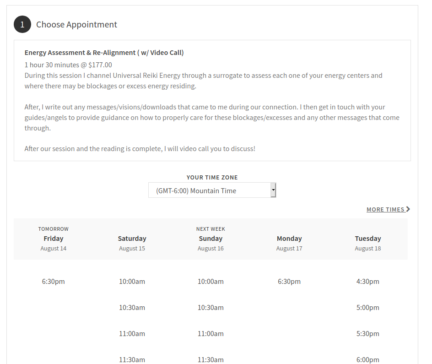 1 Choose Appointment
Energy Assessment & Re-Alignment ( w/ Video Call)
1 hour 30 minutes @ $177.00
During this session I channel Universal Reiki Energy through a surrogate to assess each one of your energy centers and
where there may be blockages or excess energy residing.
After, I write out any messages/visions/downloads that came to me during our connection. I then get in touch with your
guides/angels to provide guidance on how to properly care for these blockages/excesses and any other messages that come
through.
After our session and the reading is complete, I will video call you to discuss!
YOUR TIME ZONE
(GMT-6:00) Mountain Time
MORE TIMES
TOMORROW NEXT WEEK
Friday Saturday Sunday Monday Tuesday
August 14 August 15 August 16 August 17 August 18
6:30pm 10:00am 10:00am 6:30pm 4:30pm
10:30am 10:30am 5:00pm
11:00am 11:00am 5:30pm
11:30am 11:30am 6:00pm